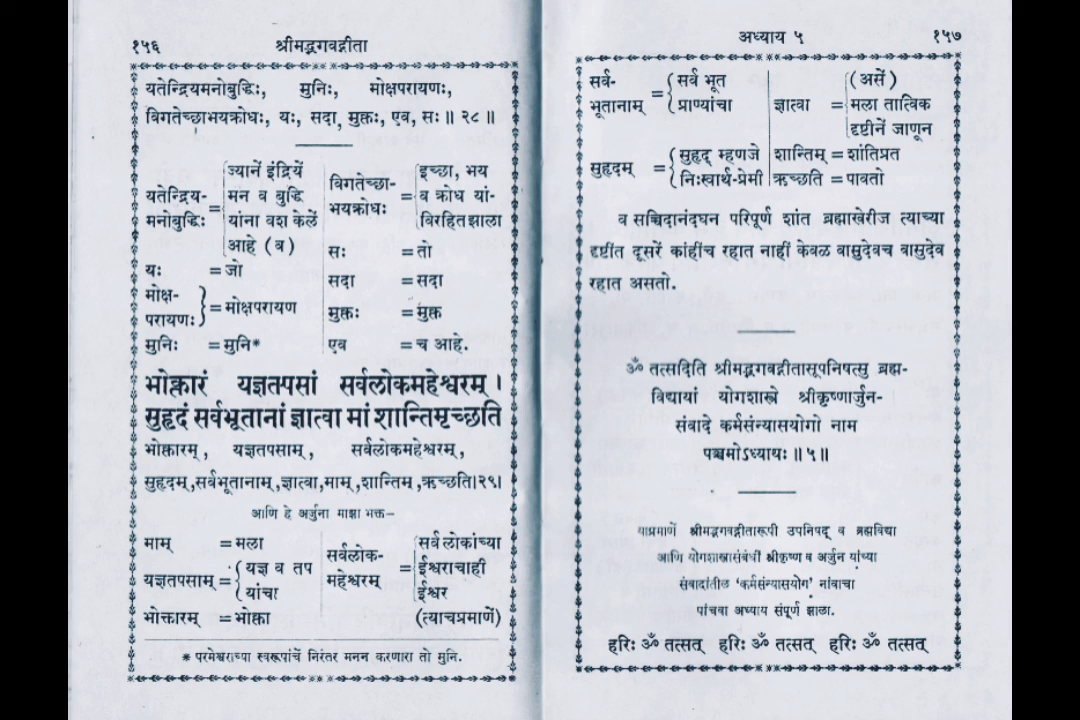 १५६ श्रीमद्भगवद्गीता
यतेन्द्रियमनोबुद्धिः, मुनिः, मोक्षपरायणः,
विगतेच्छाभयक्रोधः, यः, सदा, मुक्तः, एव, सः॥ २८॥
यतेन्द्रिय-
मनोबुद्धिः =
ज्यानें इंद्रियें
मन व बुद्धि
यांना वश केलें
आहे (व)
यः = जो
मोक्ष-
परायणः = मोक्षपरायण
मुनिः = मुनि*
विगतेच्छा-
भयक्रोधः =
इच्छा, भय
व क्रोध यां-
विरहित झाला
सः = तो
सदा = सदा
मुक्तः = मुक्त
एव = च आहे.
भोक्तारं यज्ञतपसां सर्वलोकमहेश्वरम् ।
सुहृदं सर्वभूतानां ज्ञात्वा मां शान्तिमृच्छति
भोक्तारम्, यज्ञतपसाम्, सर्वलोकमहेश्वरम्,
सुहृदम्,सर्वभूतानाम्,ज्ञात्वा,माम्,शान्तिम्,ऋच्छति।२९।
आणि हे अर्जुना माझा भक्त–
माम् = मला
यज्ञतपसाम् =
यज्ञ व तप
यांचा
भोक्तारम् = भोक्ता
सर्वलोक-
महेश्वरम् =
सर्व लोकांच्या
ईश्वराचाही
ईश्वर
(त्याचप्रमाणें)
* परमेश्वराच्या स्वरूपांचें निरंतर मनन करणारा तो मुनि.
अध्याय ५ १५७
सर्व-
भूतानाम् =
सर्व भूत
प्राण्यांचा
सुहृदम् =
सुहृद् म्हणजे
निःस्वार्थ-प्रेमी
ज्ञात्वा =
(असें)
मला तात्विक
दृष्टीनें जाणून
शान्तिम् = शांतिप्रत
ऋच्छति = पावतो
व सच्चिदानंदघन परिपूर्ण शांत ब्रह्माखेरीज त्याच्या
दृष्टींत दूसरें कांहींच रहात नाहीं केवळ वासुदेवच वासुदेव
रहात असतो.
ॐ तत्सदिति श्रीमद्भगवद्गीतासूपनिषत्सु ब्रह्म-
विद्यायां योगशास्त्रे श्रीकृष्णार्जुन-
संवादे कर्मसंन्यासयोगो नाम
पञ्चमोऽध्यायः॥५॥
याप्रमाणें श्रीमद्भगवद्गीतारूपी उपनिषद् व ब्रह्मविद्या
आणि योगशास्त्रासंबंधीं श्रीकृष्ण व अर्जुन यांच्या
संवादांतील ‘कर्मसंन्यासयोग’ नांवाचा
पांचवा अध्याय संपूर्ण झाला.
हरिः ॐ तत्सत् हरिः ॐ तत्सत् हरिः ॐ तत्सत्